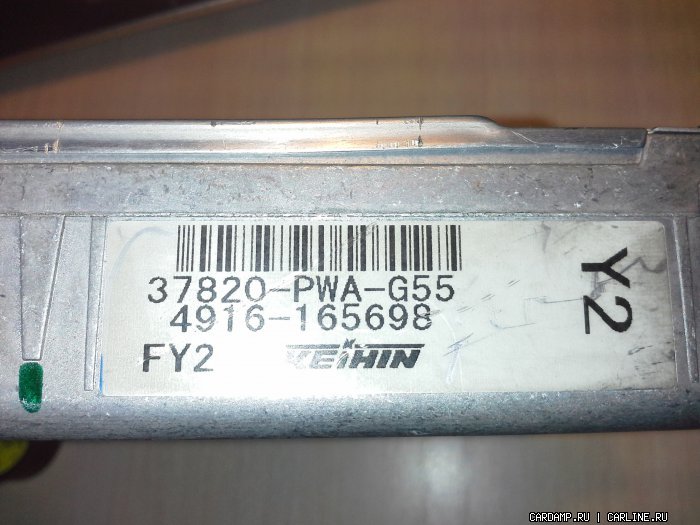 37820-PWA-G55
4916-165698
FY2 KEIHIN
Y2
CARDAMP.RU | CARLINE.RU